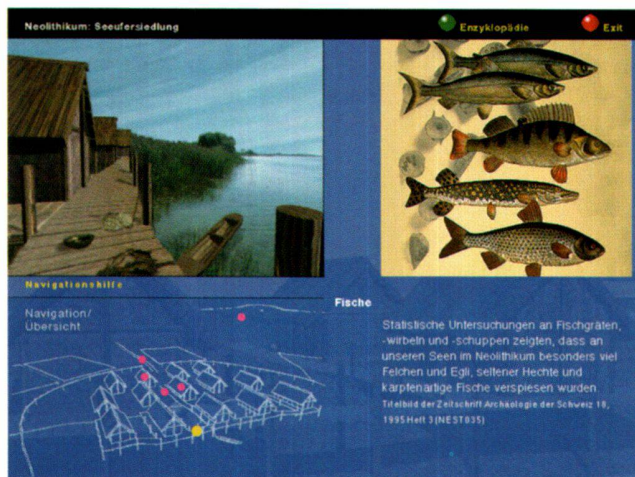 Neolithikum: Seeufersiedlung
Enzyklopädie
Exit
Navigationshilfe
Navigation/
Übersicht
Fische
Statistische Untersuchungen an Fischgräten,
-wirbeln und -schuppen zeigten, dass an
unseren Seen im Neolithikum besonders viel
Felchen und Egli, seltener Hechte und
karpfenartige Fische verspiesen wurden.
Titelbild der Zeitschrift Archäologie der Schweiz 18,
1995 Heft 3 (NEST035)